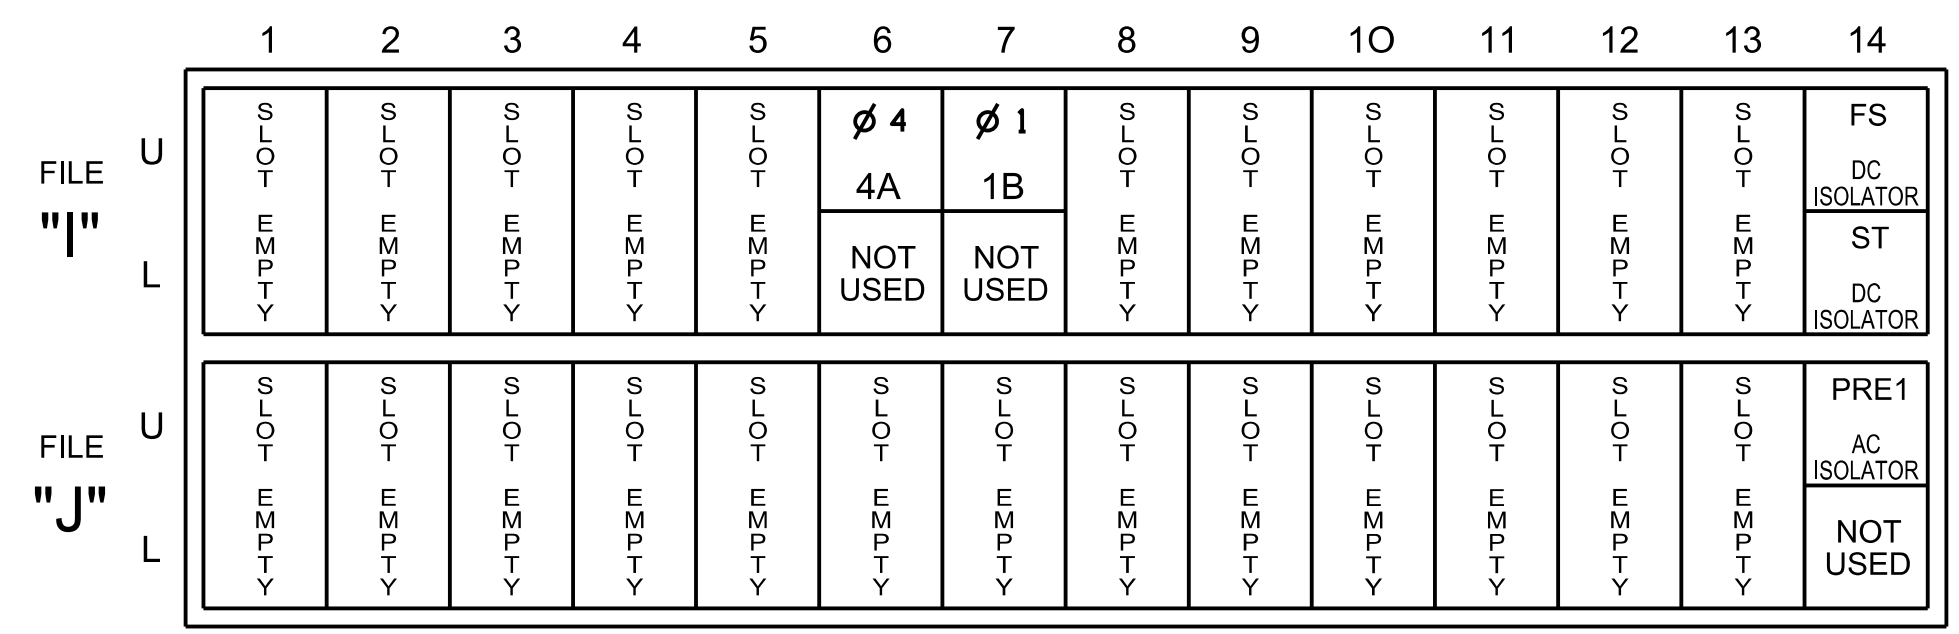 1 2 3 4 5 6 7 8 9 10 11 12 13 14
FILE "I"
U
L
SLOT EMPTY
SLOT EMPTY
SLOT EMPTY
SLOT EMPTY
SLOT EMPTY
Ø 4
4A
NOT
USED
Ø 1
1B
NOT
USED
SLOT EMPTY
SLOT EMPTY
SLOT EMPTY
SLOT EMPTY
SLOT EMPTY
SLOT EMPTY
FS
DC
ISOLATOR
ST
DC
ISOLATOR
FILE "J"
U
L
SLOT EMPTY
SLOT EMPTY
SLOT EMPTY
SLOT EMPTY
SLOT EMPTY
SLOT EMPTY
SLOT EMPTY
SLOT EMPTY
SLOT EMPTY
SLOT EMPTY
SLOT EMPTY
SLOT EMPTY
SLOT EMPTY
PRE1
AC
ISOLATOR
NOT
USED